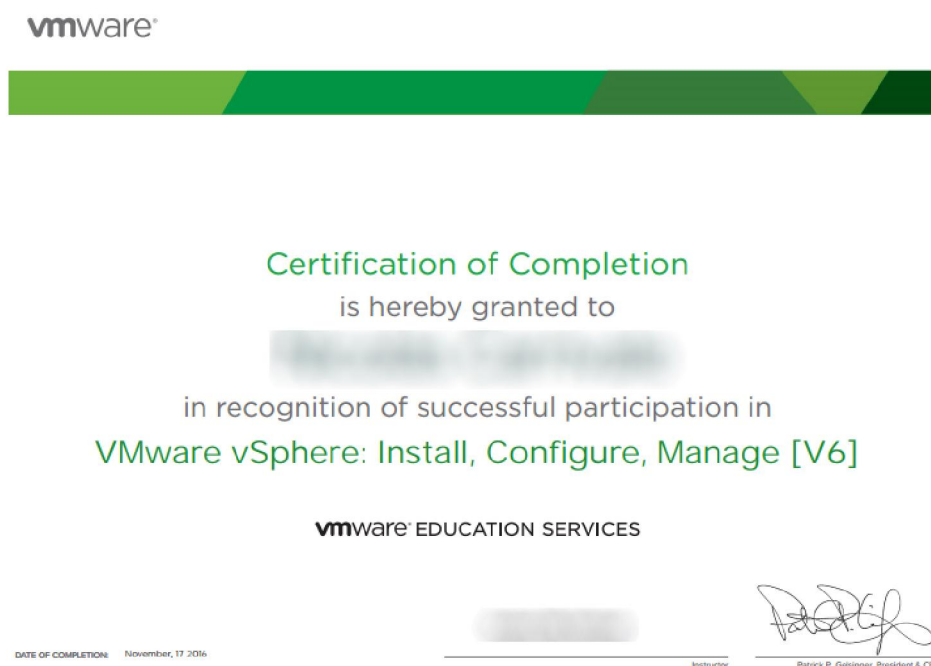 vmware®
Certification of Completion
is hereby granted to
in recognition of successful participation in
VMware vSphere: Install, Configure, Manage [V6]
vmware® EDUCATION SERVICES
DATE OF COMPLETION: November, 17 2016
Instructor
Patrick P. Gelsinger, President &